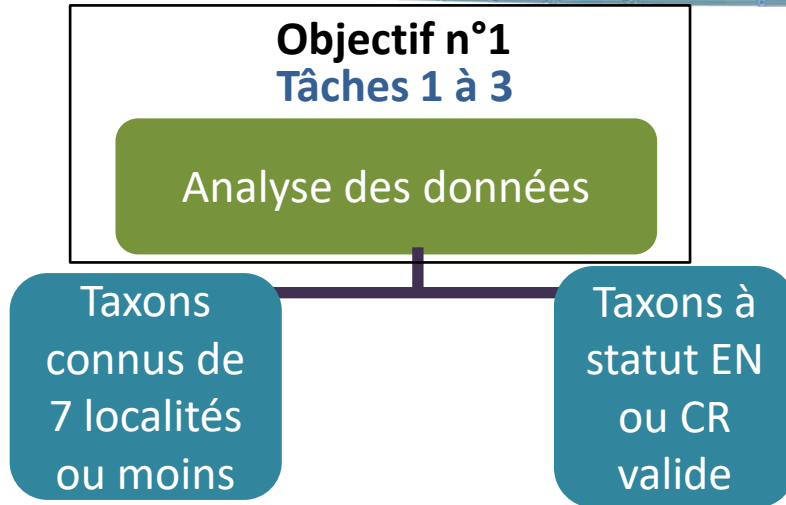 Objectif n°1
Tâches 1 à 3
Analyse des données
Taxons
connus de
7 localités
ou moins
Taxons à
statut EN
ou CR
valide